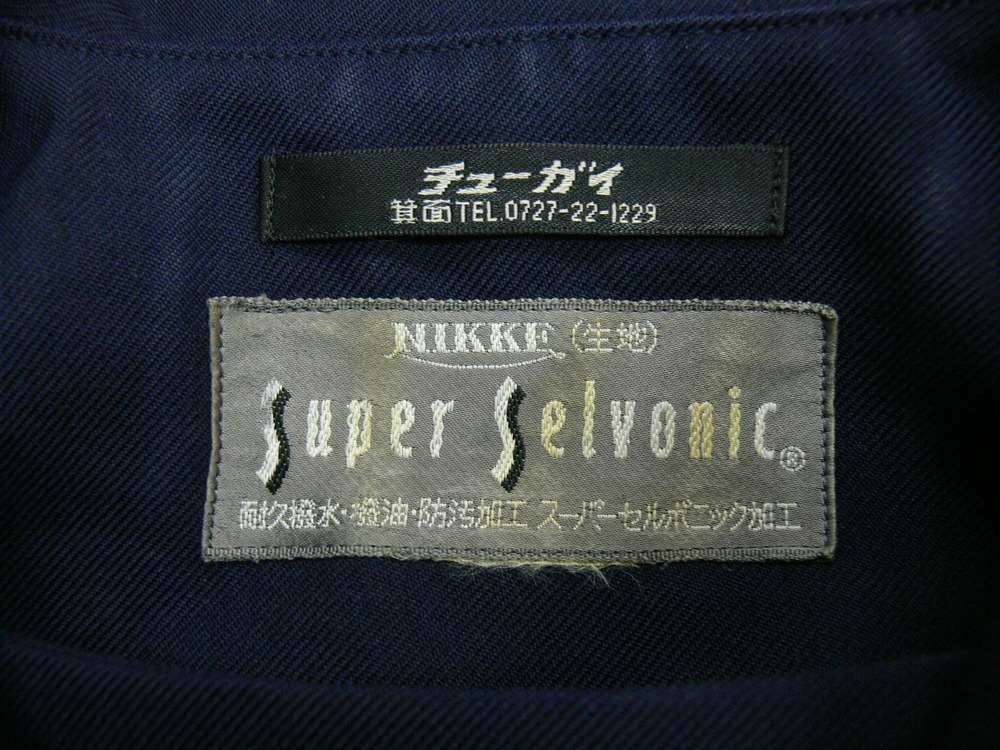 チューガイ
箕面TEL.0727-22-1229
NIKKE(生地)
Super Selvonic®
耐久撥水・撥油・防汚加工 スーパーセルボニック加工